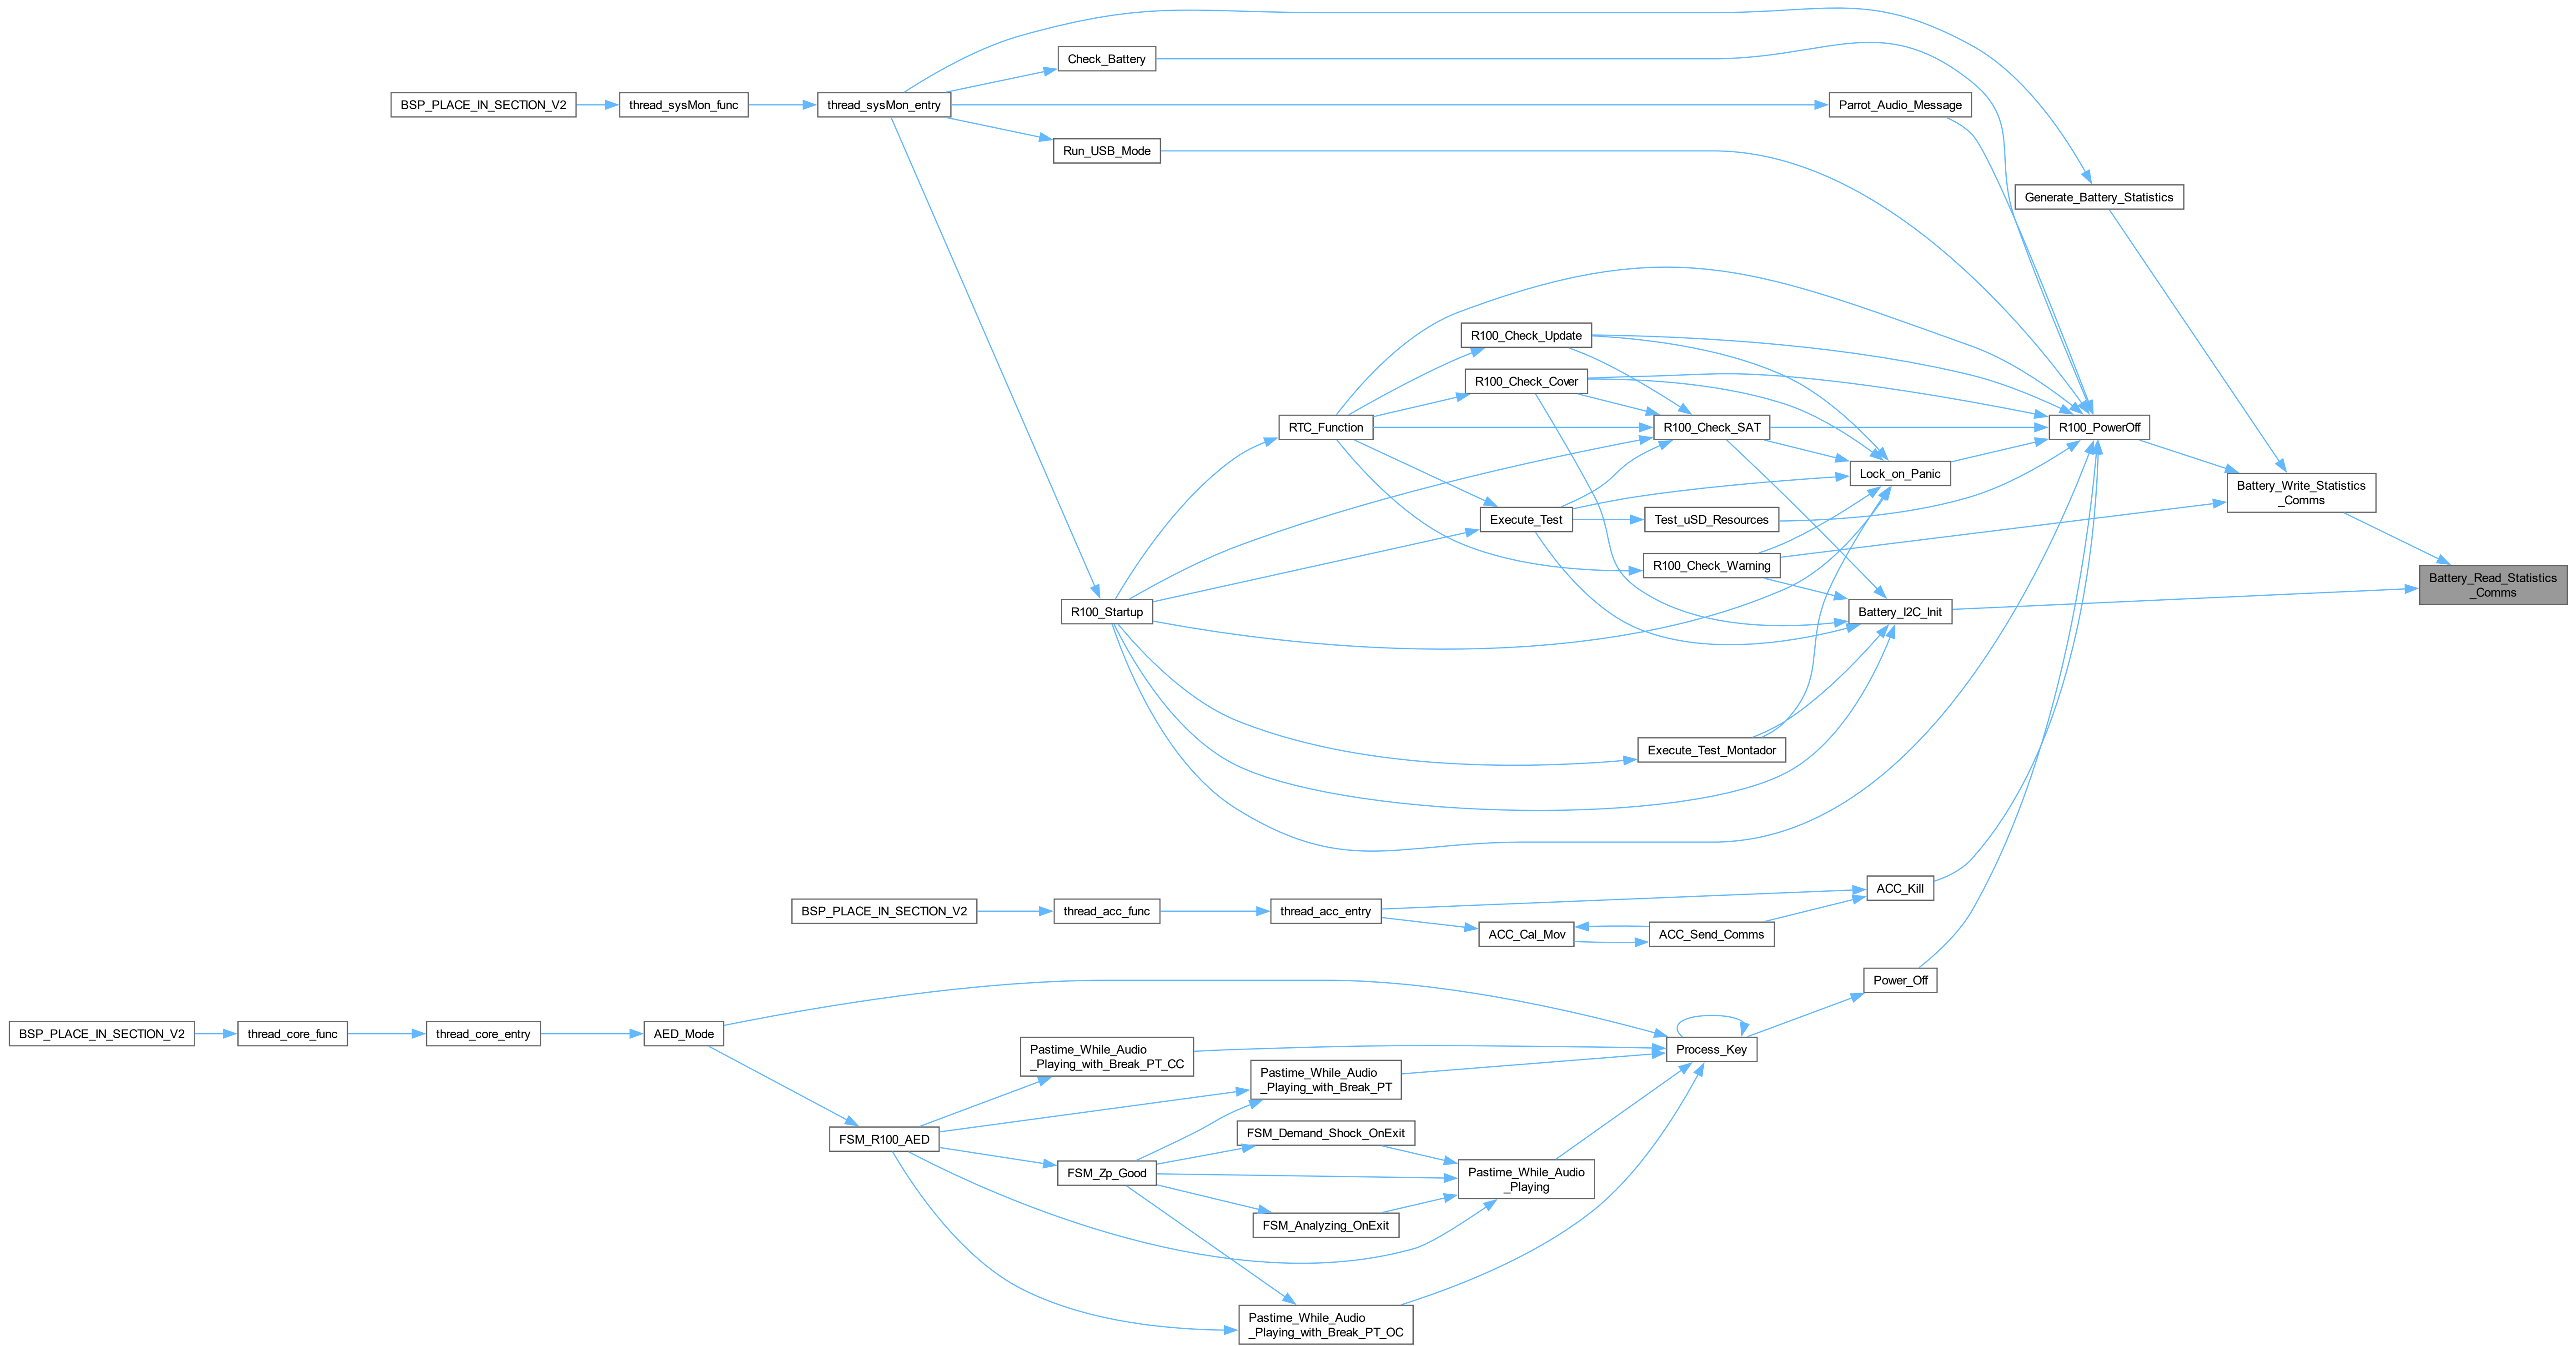 Check_Battery
BSP_PLACE_IN_SECTION_V2
thread_sysMon_func
thread_sysMon_entry
Parrot_Audio_Message
Run_USB_Mode
Generate_Battery_Statistics
R100_Check_Update
R100_Check_Cover
RTC_Function
R100_Check_SAT
R100_PowerOff
Lock_on_Panic
Battery_Write_Statistics
_Comms
Execute_Test
Test_uSD_Resources
R100_Check_Warning
Battery_Read_Statistics
_Comms
R100_Startup
Battery_I2C_Init
Execute_Test_Montador
ACC_Kill
BSP_PLACE_IN_SECTION_V2
thread_acc_func
thread_acc_entry
ACC_Cal_Mov
ACC_Send_Comms
Power_Off
BSP_PLACE_IN_SECTION_V2
thread_core_func
thread_core_entry
AED_Mode
Pastime_While_Audio
_Playing_with_Break_PT_CC
Process_Key
Pastime_While_Audio
_Playing_with_Break_PT
FSM_R100_AED
FSM_Demand_Shock_OnExit
FSM_Zp_Good
Pastime_While_Audio
_Playing
FSM_Analyzing_OnExit
Pastime_While_Audio
_Playing_with_Break_PT_OC